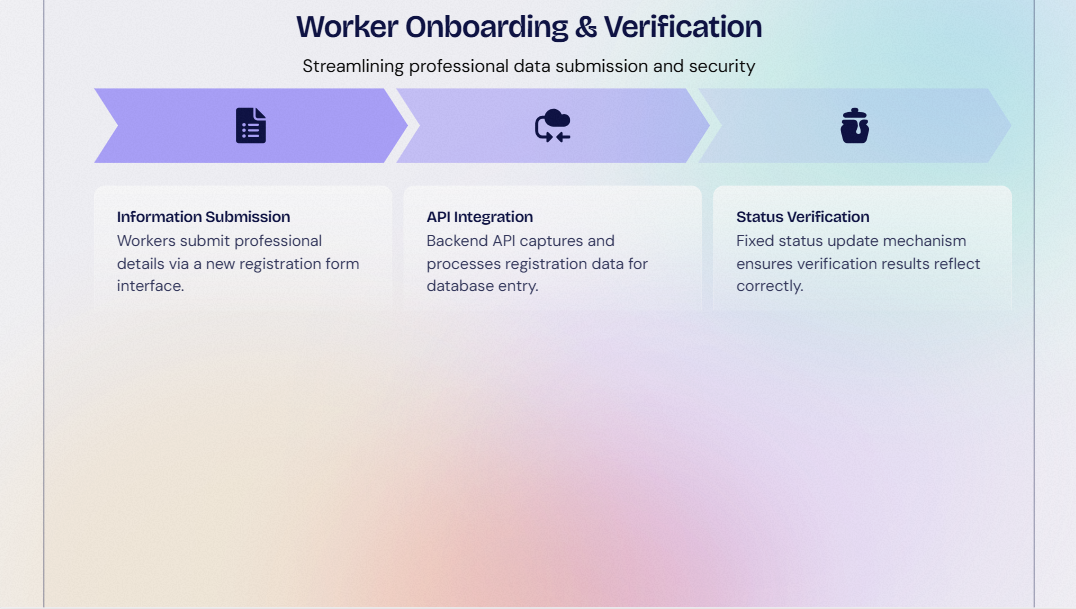 Worker Onboarding & Verification
Streamlining professional data submission and security
Information Submission
Workers submit professional
details via a new registration form
interface.
API Integration
Backend API captures and
processes registration data for
database entry.
Status Verification
Fixed status update mechanism
ensures verification results reflect
correctly.